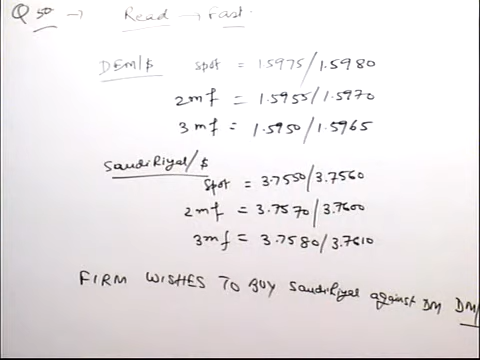 Q 50 → Read → Fast.
DEM/$ spot = 1.5975/1.5980
2mf = 1.5955/1.5970
3mf = 1.5950/1.5965
Saudi Riyal/$
spot = 3.7550/3.7560
2mf = 3.7570/3.7600
3mf = 3.7580/3.7610
FIRM WISHES TO BUY Saudi Riyal against DM DM/